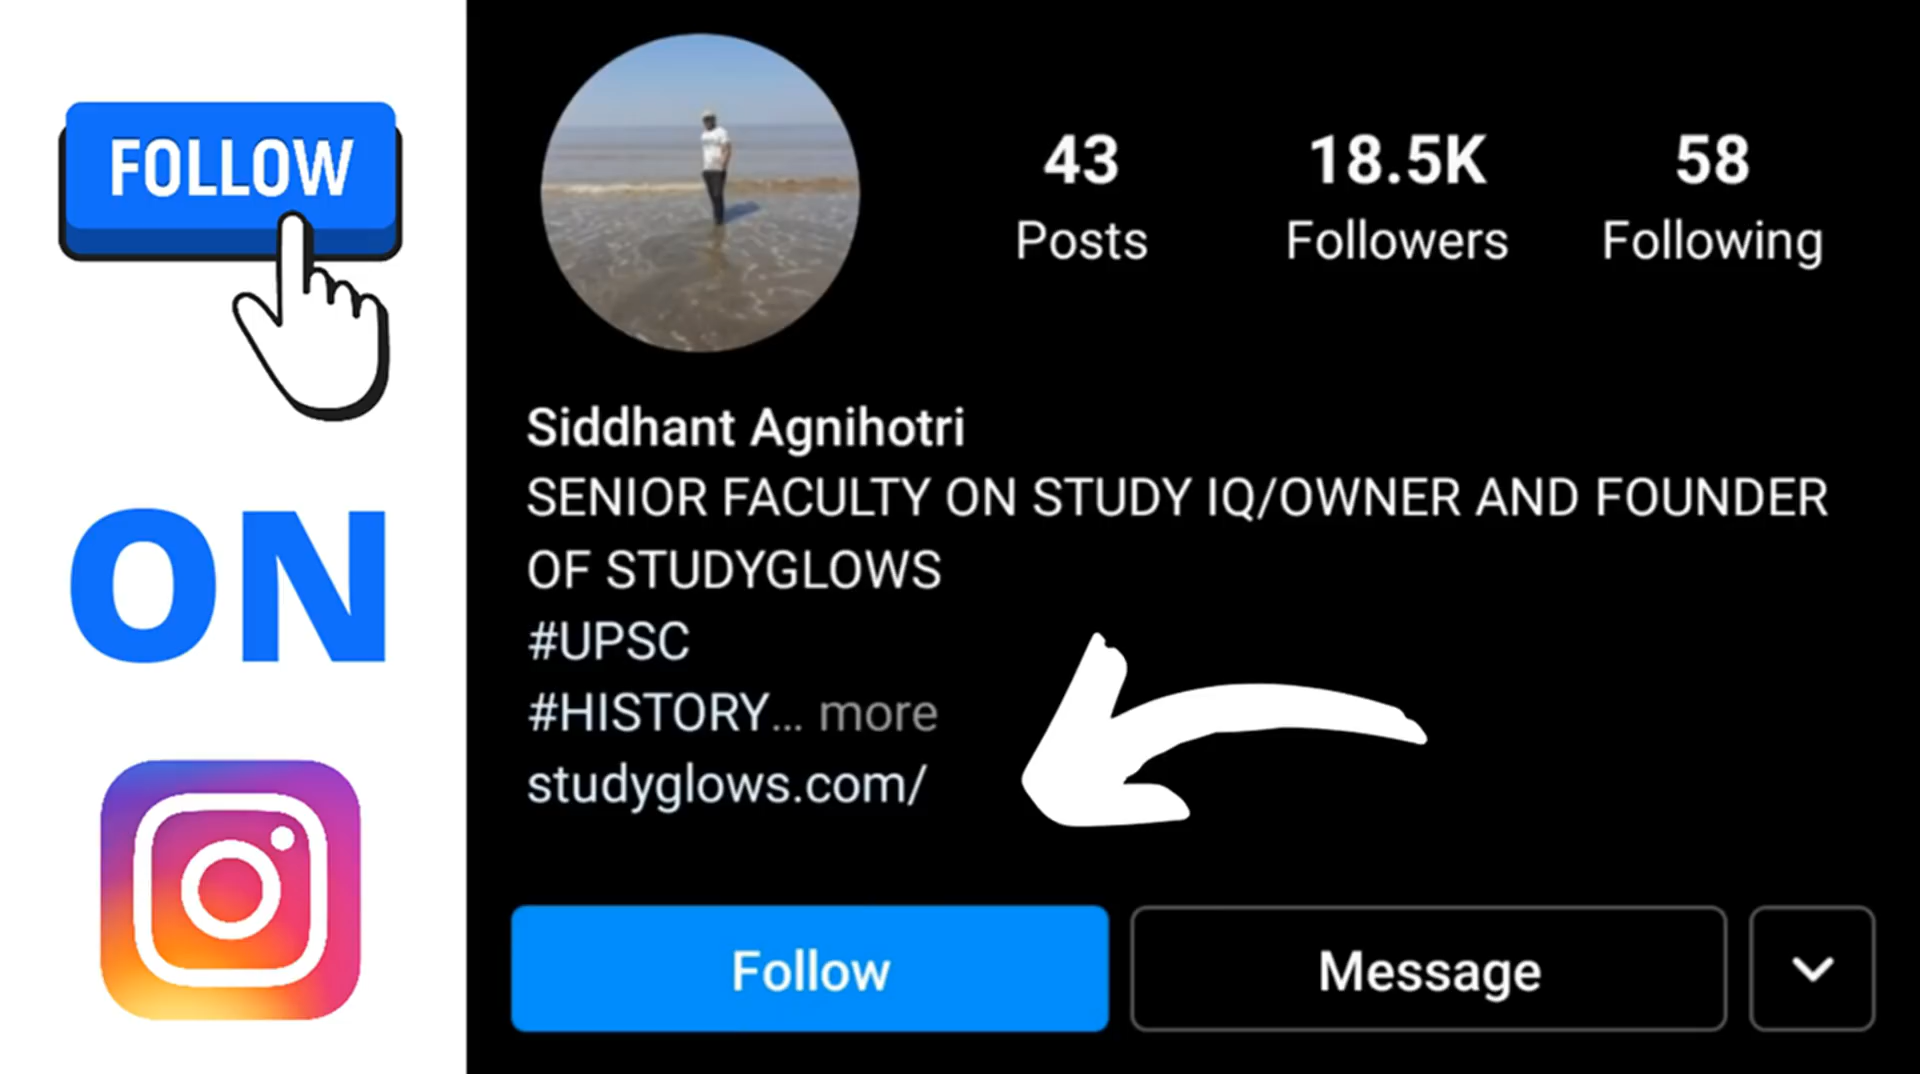 FOLLOW
ON
43
Posts
18.5K
Followers
58
Following
Siddhant Agnihotri
SENIOR FACULTY ON STUDY IQ/OWNER AND FOUNDER
OF STUDYGLOWS
#UPSC
#HISTORY... more
studyglows.com/
Follow
Message